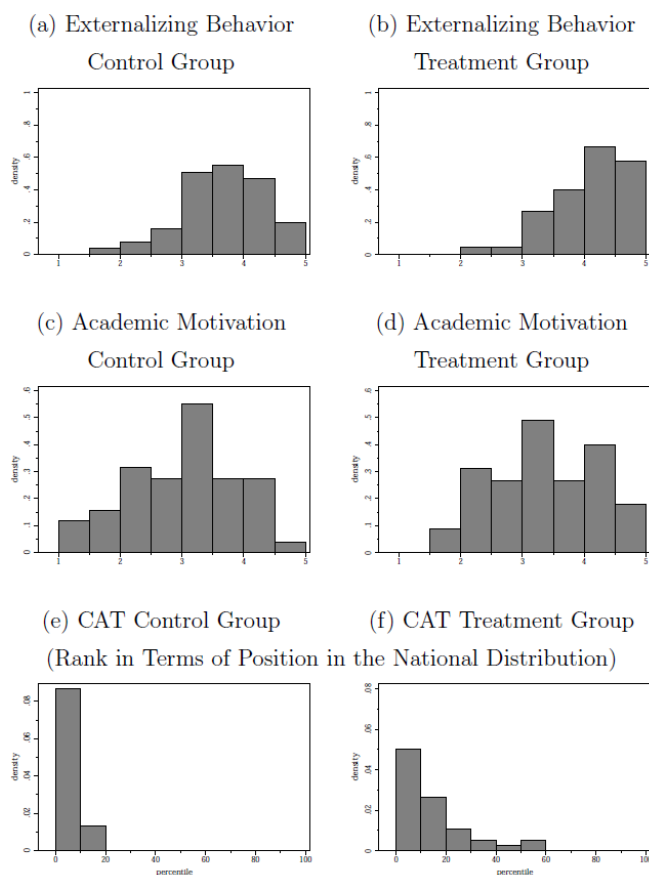 (a) Externalizing Behavior
Control Group
(b) Externalizing Behavior
Treatment Group
density
0 .2 .4 .6 .8 1
1 2 3 4 5
density
0 .2 .4 .6 .8 1
1 2 3 4 5
(c) Academic Motivation
Control Group
(d) Academic Motivation
Treatment Group
density
0 .1 .2 .3 .4 .5 .6
1 2 3 4 5
density
0 .1 .2 .3 .4 .5 .6
1 2 3 4 5
(e) CAT Control Group
(f) CAT Treatment Group
(Rank in Terms of Position in the National Distribution)
density
0 .02 .04 .06 .08
0 20 40 60 80 100
percentile
density
0 .02 .04 .06 .08
0 20 40 60 80 100
percentile